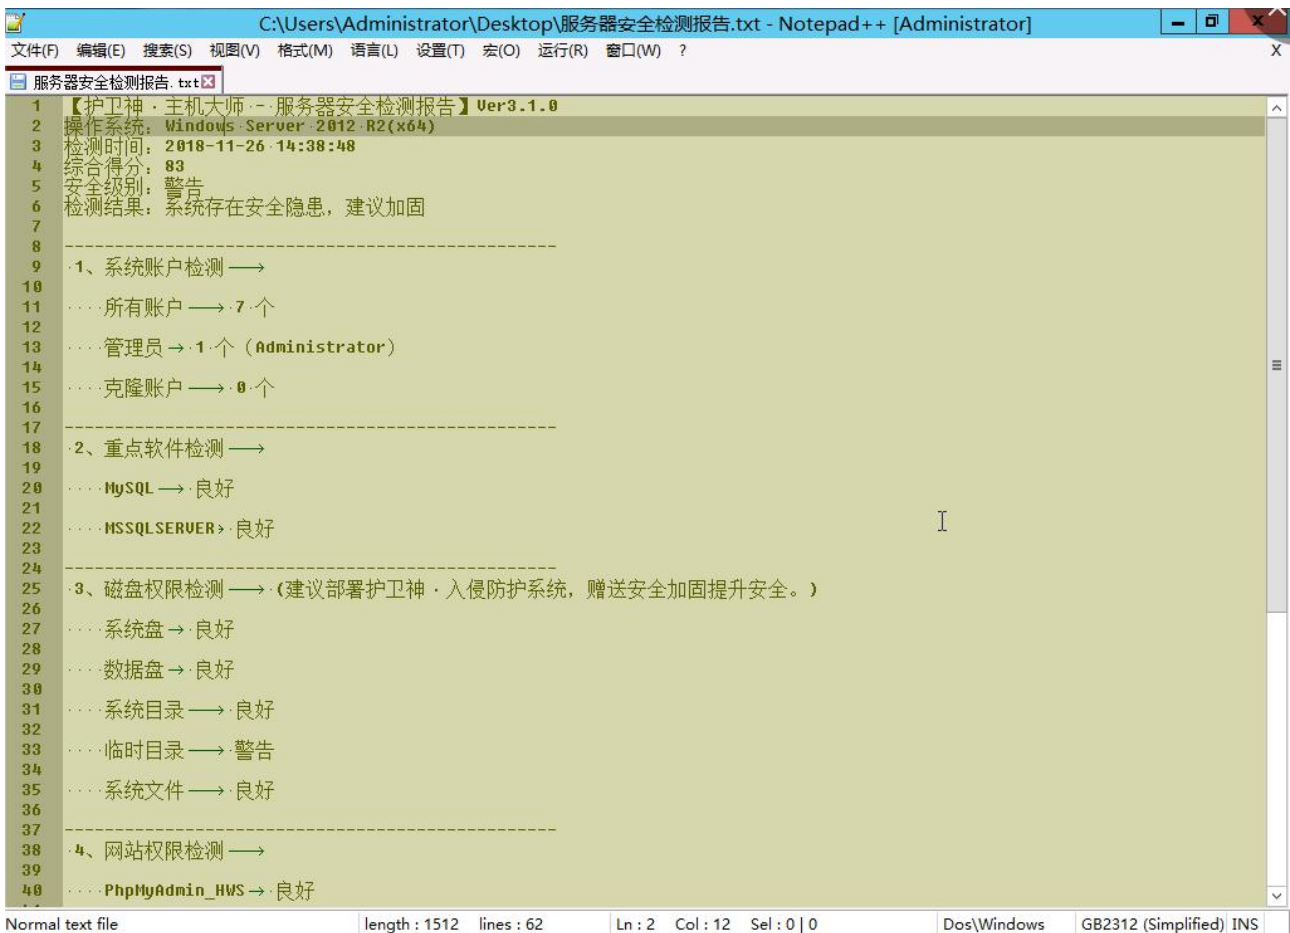 C:\Users\Administrator\Desktop\服务器安全检测报告.txt - Notepad++ [Administrator]
文件(F) 编辑(E) 搜索(S) 视图(V) 格式(M) 语言(L) 设置(T) 宏(O) 运行(R) 窗口(W) ? X
服务器安全检测报告.txt
1 【护卫神·主机大师 - 服务器安全检测报告】Ver3.1.0
2 操作系统：Windows Server 2012 R2(x64)
3 检测时间：2018-11-26 14:38:48
4 综合得分：83
5 安全级别：警告
6 检测结果：系统存在安全隐患，建议加固
7
8 -------------------------------------------------
9 1、系统账户检测
10
11 所有账户 7 个
12
13 管理员 1 个（Administrator）
14
15 克隆账户 0 个
16
17 -------------------------------------------------
18 2、重点软件检测
19
20 MySQL 良好
21
22 MSSQLSERVER 良好
23
24 -------------------------------------------------
25 3、磁盘权限检测 (建议部署护卫神·入侵防护系统，赠送安全加固提升安全。)
26
27 系统盘 良好
28
29 数据盘 良好
30
31 系统目录 良好
32
33 临时目录 警告
34
35 系统文件 良好
36
37 -------------------------------------------------
38 4、网站权限检测
39
40 PhpMyAdmin_HWS 良好
Normal text file length : 1512 lines : 62 Ln : 2 Col : 12 Sel : 0 | 0 Dos\Windows GB2312 (Simplified) INS